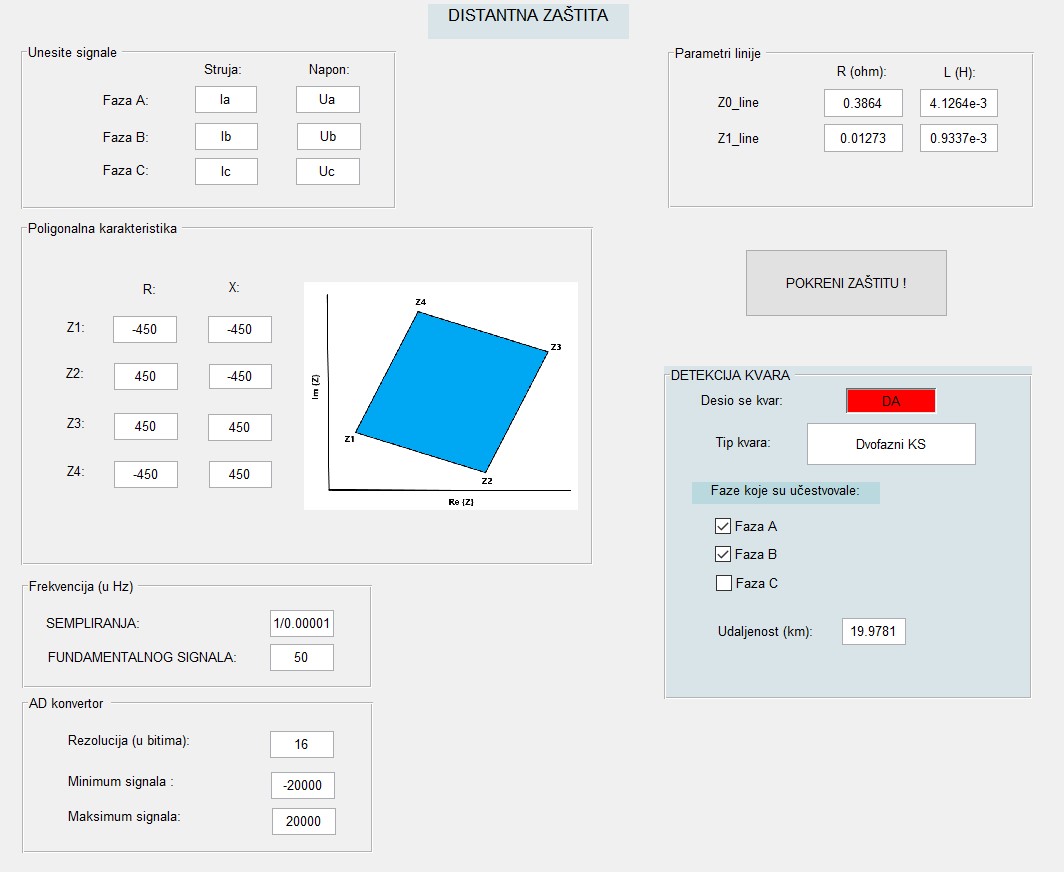 DISTANTNA ZAŠTITA
Unesite signale
Struja: Napon:
Faza A: Ia Ua
Faza B: Ib Ub
Faza C: Ic Uc
Parametri linije
R (ohm): L (H):
Z0_line 0.3864 4.1264e-3
Z1_line 0.01273 0.9337e-3
Poligonalna karakteristika
R: X:
Z1: -450 -450
Z2: 450 -450
Z3: 450 450
Z4: -450 450
Z4
Z3
Im (Z)
Z1
Z2
Re (Z)
POKRENI ZAŠTITU !
DETEKCIJA KVARA
Desio se kvar: DA
Tip kvara: Dvofazni KS
Faze koje su učestvovale:
Faza A
Faza B
Faza C
Udaljenost (km): 19.9781
Frekvencija (u Hz)
SEMPLIRANJA: 1/0.00001
FUNDAMENTALNOG SIGNALA: 50
AD konvertor
Rezolucija (u bitima): 16
Minimum signala : -20000
Maksimum signala: 20000